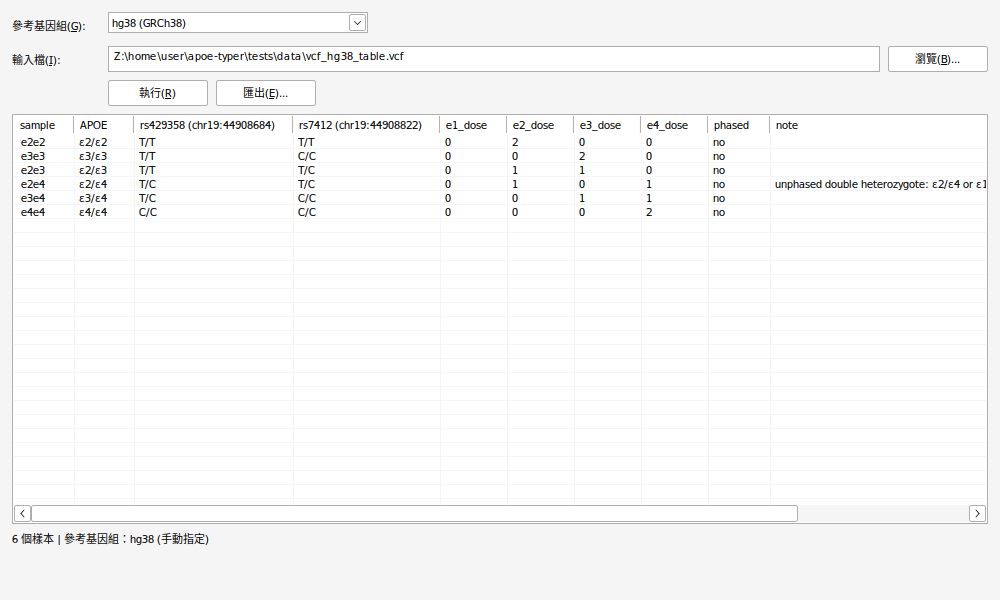 參考基因組(G): hg38 (GRCh38)
輸入檔(I): Z:\home\user\apoe-typer\tests\data\vcf_hg38_table.vcf 瀏覽(B)...
執行(R) 匯出(E)...
sample APOE rs429358 (chr19:44908684) rs7412 (chr19:44908822) e1_dose e2_dose e3_dose e4_dose phased note
e2e2 ε2/ε2 T/T T/T 0 2 0 0 no
e3e3 ε3/ε3 T/T C/C 0 0 2 0 no
e2e3 ε2/ε3 T/T T/C 0 1 1 0 no
e2e4 ε2/ε4 T/C T/C 0 1 0 1 no unphased double heterozygote: ε2/ε4 or ε1
e3e4 ε3/ε4 T/C C/C 0 0 1 1 no
e4e4 ε4/ε4 C/C C/C 0 0 0 2 no
6 個樣本 | 參考基因組：hg38 (手動指定)